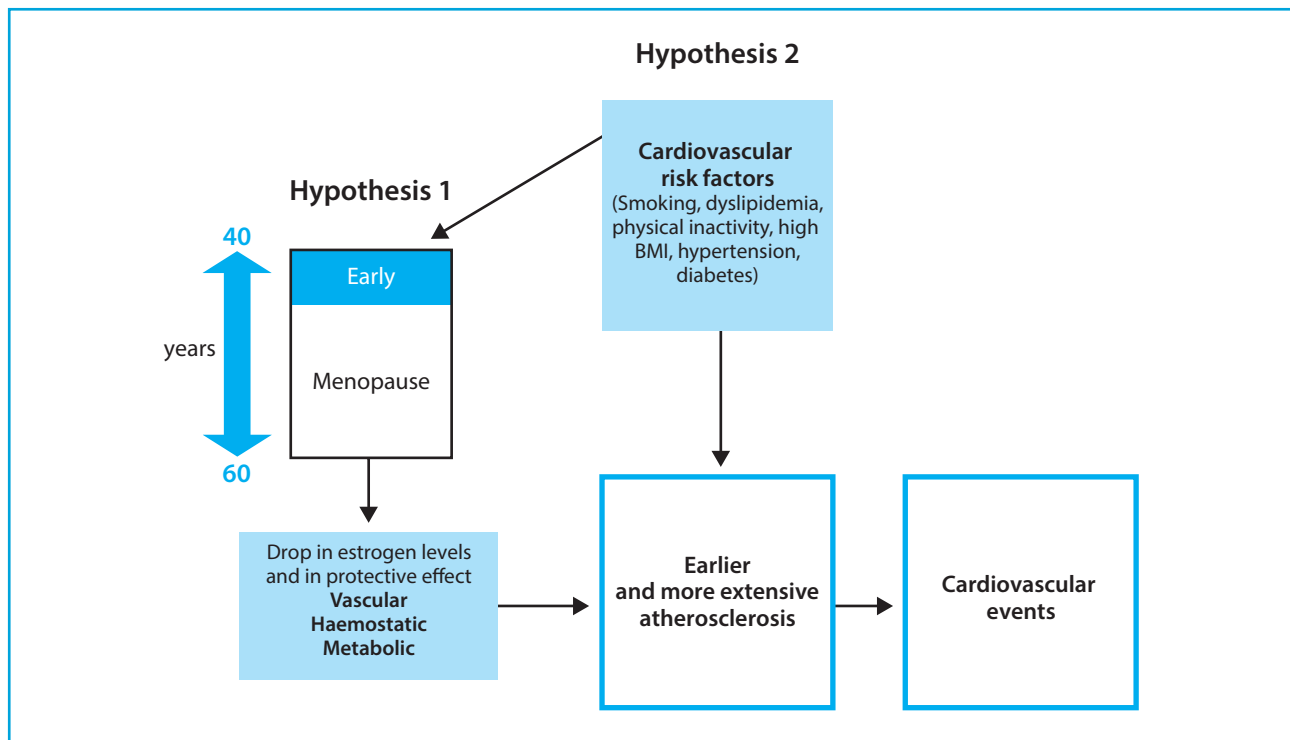 Hypothesis 2
Cardiovascular
risk factors
(Smoking, dyslipidemia,
physical inactivity, high
BMI, hypertension,
diabetes)
Hypothesis 1
40
Early
years
Menopause
60
Drop in estrogen levels
and in protective effect
Vascular
Haemostatic
Metabolic
Earlier
and more extensive
atherosclerosis
Cardiovascular
events